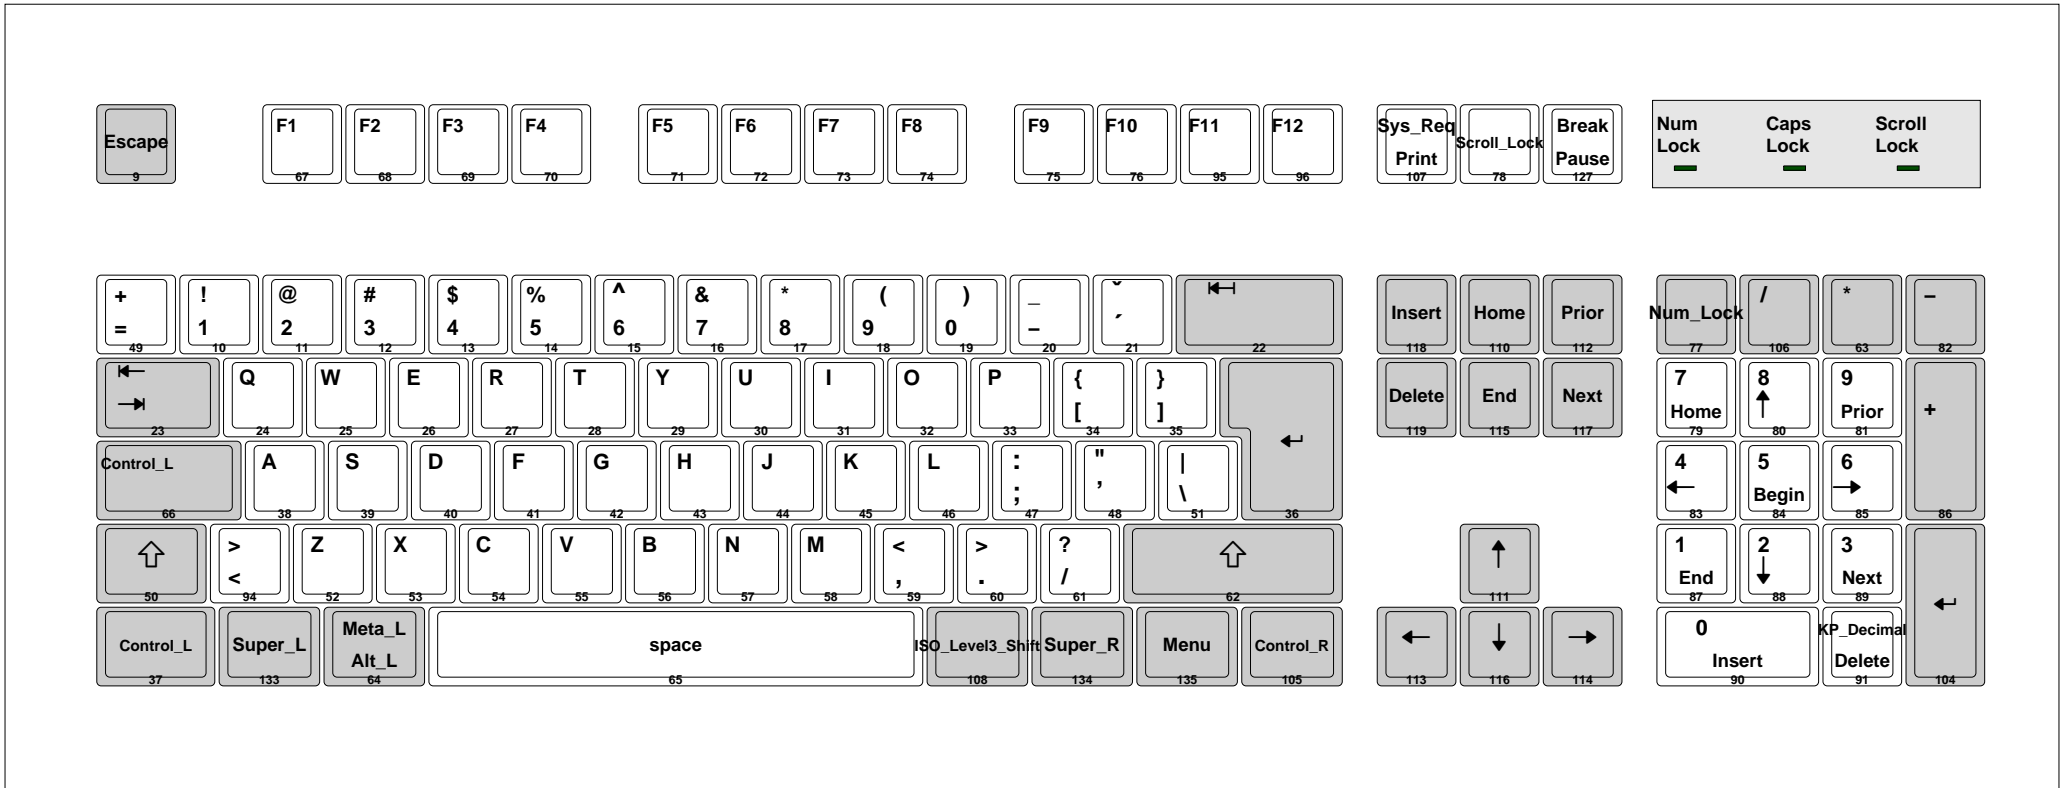 Escape F1 F2 F3 F4 F5 F6 F7 F8 F9 F10 F11 F12 Sys_Req Scroll_Lock Break Num Caps Scroll
Print Pause Lock Lock Lock
9 67 68 69 70 71 72 73 74 75 76 95 96 107 78 127
+ ! @ # $ % ^ & * ( ) _ ˇ Insert Home Prior Num_Lock / * −
= 1 2 3 4 5 6 7 8 9 0 − ´
49 10 11 12 13 14 15 16 17 18 19 20 21 22 118 110 112 77 106 63 82
Q W E R T Y U I O P { } Delete End Next 7 8 9 +
[ ] Home Prior
23 24 25 26 27 28 29 30 31 32 33 34 35 119 115 117 79 80 81
Control_L A S D F G H J K L : " | 4 5 6
; ' \ Begin
66 38 39 40 41 42 43 44 45 46 47 48 51 36 83 84 85 86
> Z X C V B N M < > ? 1 2 3
< , . / End Next
50 94 52 53 54 55 56 57 58 59 60 61 62 111 87 88 89
Control_L Super_L Meta_L space ISO_Level3_Shift Super_R Menu Control_R 0 KP_Decimal
Alt_L Insert Delete
37 133 64 65 108 134 135 105 113 116 114 90 91 104